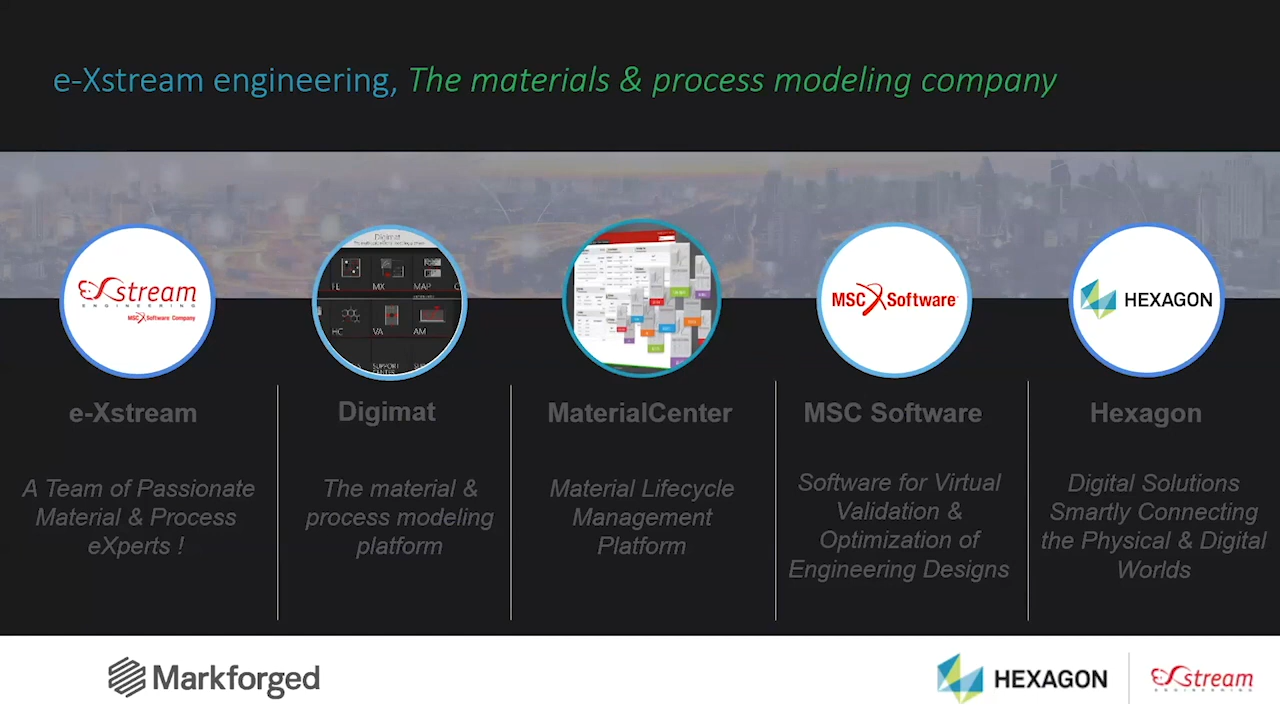 e-Xstream engineering, The materials & process modeling company
eXstream
ENGINEERING
MSC Software Company
Digimat
FL MX MAP C
HC VA AM
SUPPORT
CENTER
MSC Software
HEXAGON
e-Xstream
Digimat
MaterialCenter
MSC Software
Hexagon
A Team of Passionate
Material & Process
eXperts !
The material &
process modeling
platform
Material Lifecycle
Management
Platform
Software for Virtual
Validation &
Optimization of
Engineering Designs
Digital Solutions
Smartly Connecting
the Physical & Digital
Worlds
Markforged
HEXAGON
eXstream
ENGINEERING